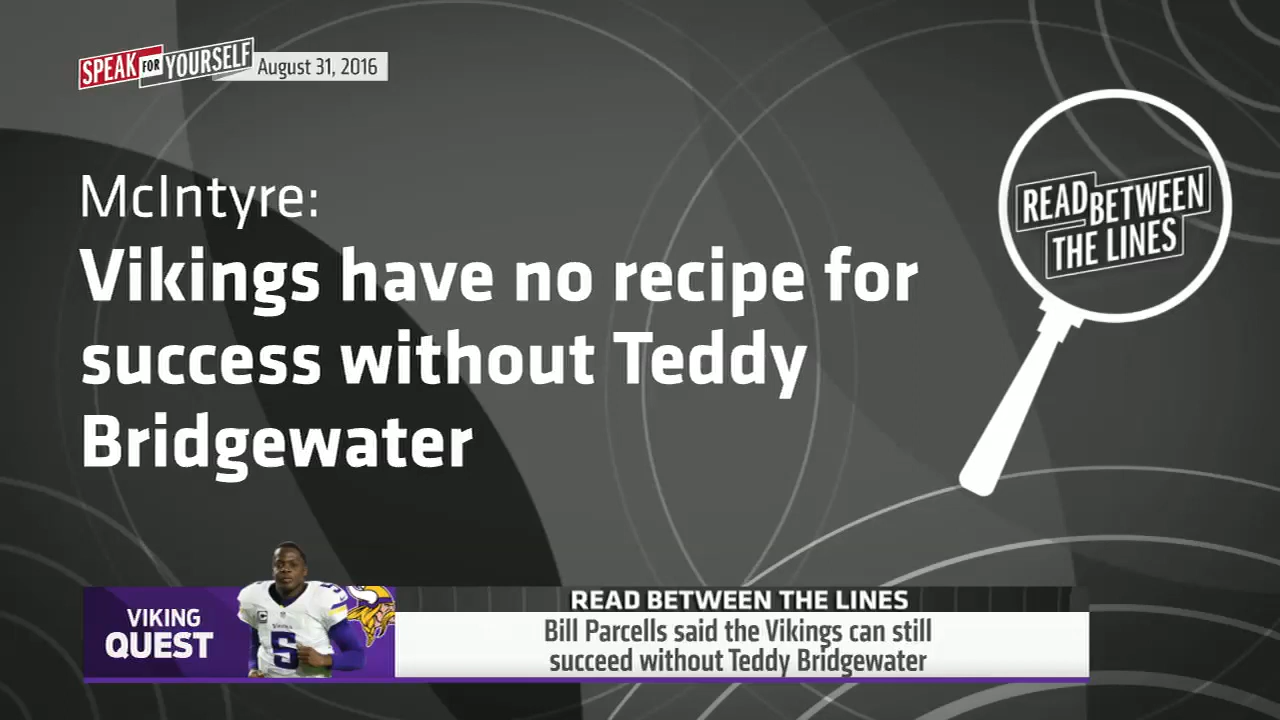 SPEAK FOR YOURSELF
August 31, 2016
McIntyre:
Vikings have no recipe for
success without Teddy
Bridgewater
READ BETWEEN
THE LINES
VIKING
QUEST
5
READ BETWEEN THE LINES
Bill Parcells said the Vikings can still
succeed without Teddy Bridgewater